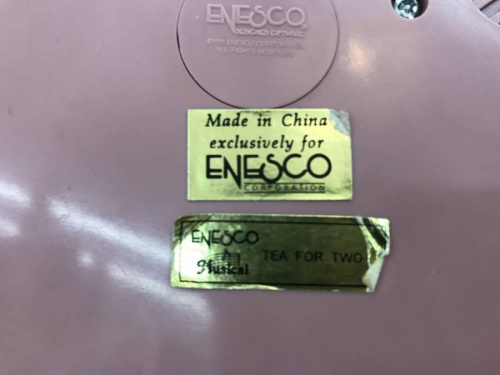 ENESCO
DESIGNED GIFTWARE
Made in China
exclusively for
ENESCO
CORPORATION
ENESCO
Musical
TEA FOR TWO